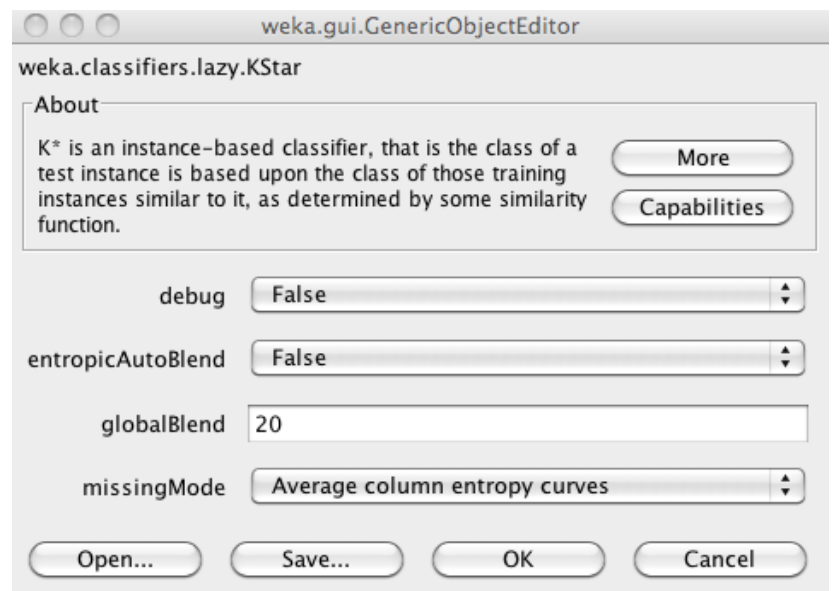 weka.gui.GenericObjectEditor
weka.classifiers.lazy.KStar
About
K* is an instance-based classifier, that is the class of a
test instance is based upon the class of those training
instances similar to it, as determined by some similarity
function.
More
Capabilities
debug False
entropicAutoBlend False
globalBlend 20
missingMode Average column entropy curves
Open... Save... OK Cancel